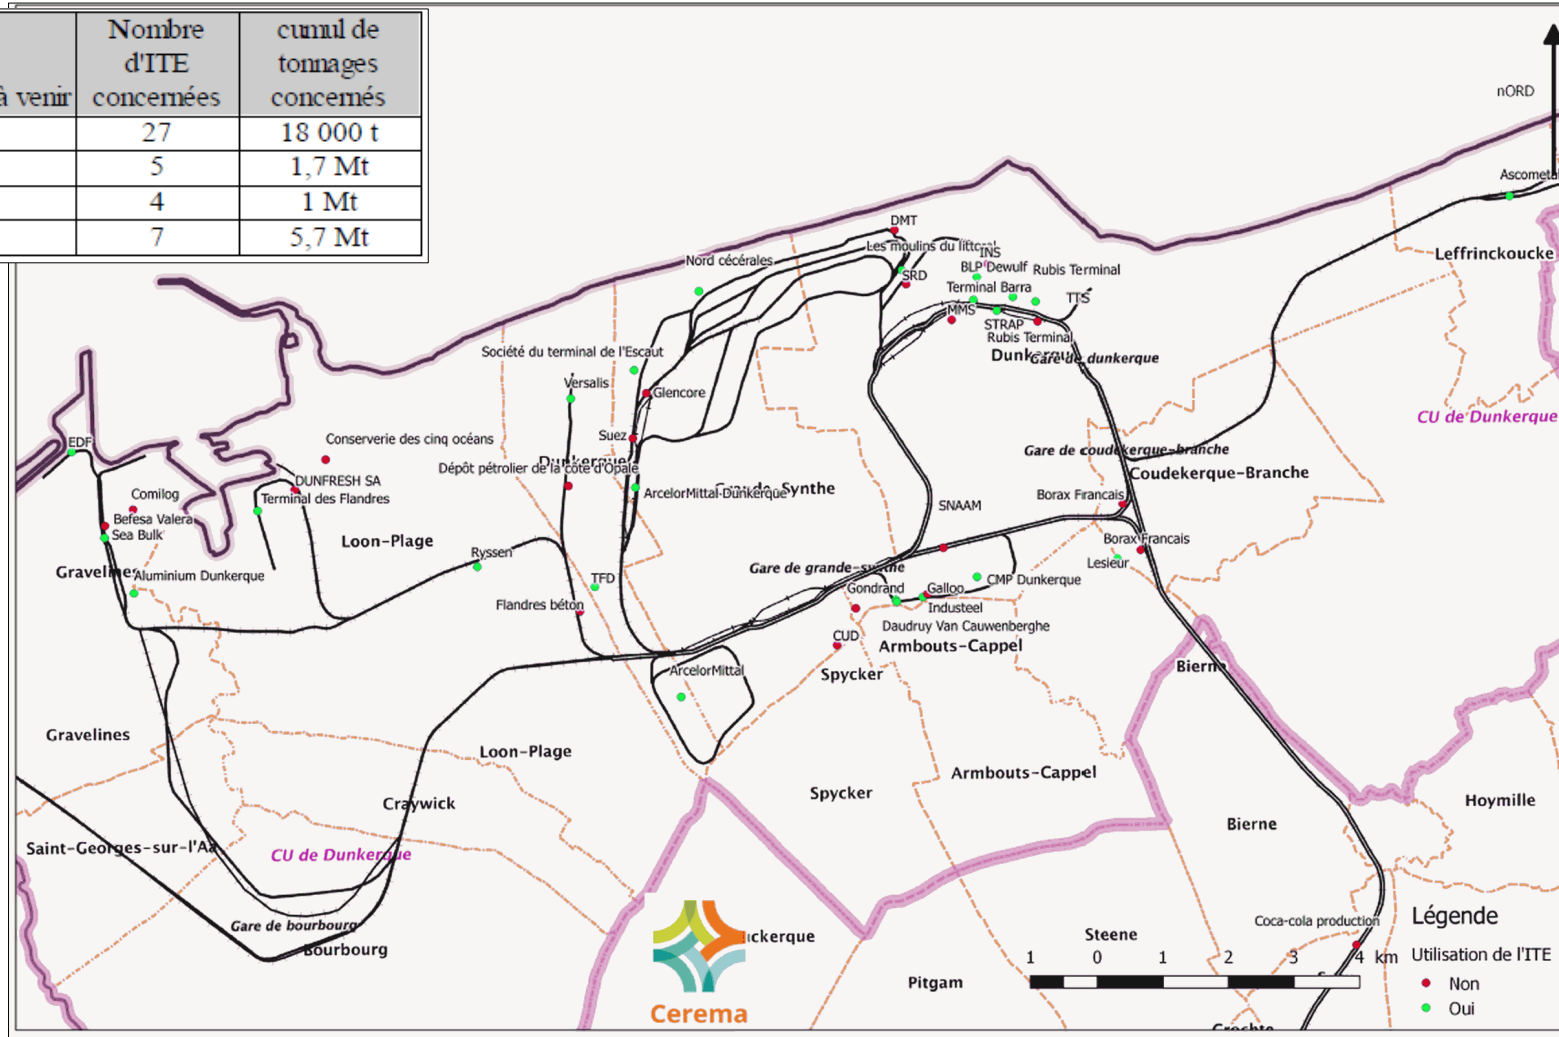 Nombre
d'ITE
concernées
cumul de
tonnages
concernés
à venir
27
18 000 t
5
1,7 Mt
4
1 Mt
7
5,7 Mt
nORD
Leffrinckoucke
CU de Dunkerque
DMT
Les moulins du littoral
INS
Nord cécérales
SRD
BLP Dewulf
Rubis Terminal
Terminal Barra
TTS
MMS
STRAP
Rubis Terminal
Gare de dunkerque
Société du terminal de l'Escaut
Versalis
Glencore
Suez
Conserverie des cinq océans
Dunkerque
Dépôt pétrolier de la côte d'Opale
Gare de coudekerque-branche
Coudekerque-Branche
EDF
DUNFRESH SA
Terminal des Flandres
ArcelorMittal Dunkerque
Comilog
Befesa Valera
Sea Bulk
Borax Francais
SNAAM
Loon-Plage
Borax Francais
Lesieur
Ryssen
Gravelines
Aluminium Dunkerque
Gare de grande-synthe
TFD
Flandres béton
Gondrand
Galloo
CMP Dunkerque
Industeel
Daudruy Van Cauwenberghe
CUD
Armbouts-Cappel
Spycker
ArcelorMittal
Bierne
Gravelines
Loon-Plage
Armbouts-Cappel
Spycker
Craywick
Hoymille
Bierne
Saint-Georges-sur-l'Aa
CU de Dunkerque
Gare de bourbourg
Bourbourg
Steene
Pitgam
Coca-cola production
1 0 1 2 3 4 km
Cerema
Légende
Utilisation de l'ITE
Non
Oui